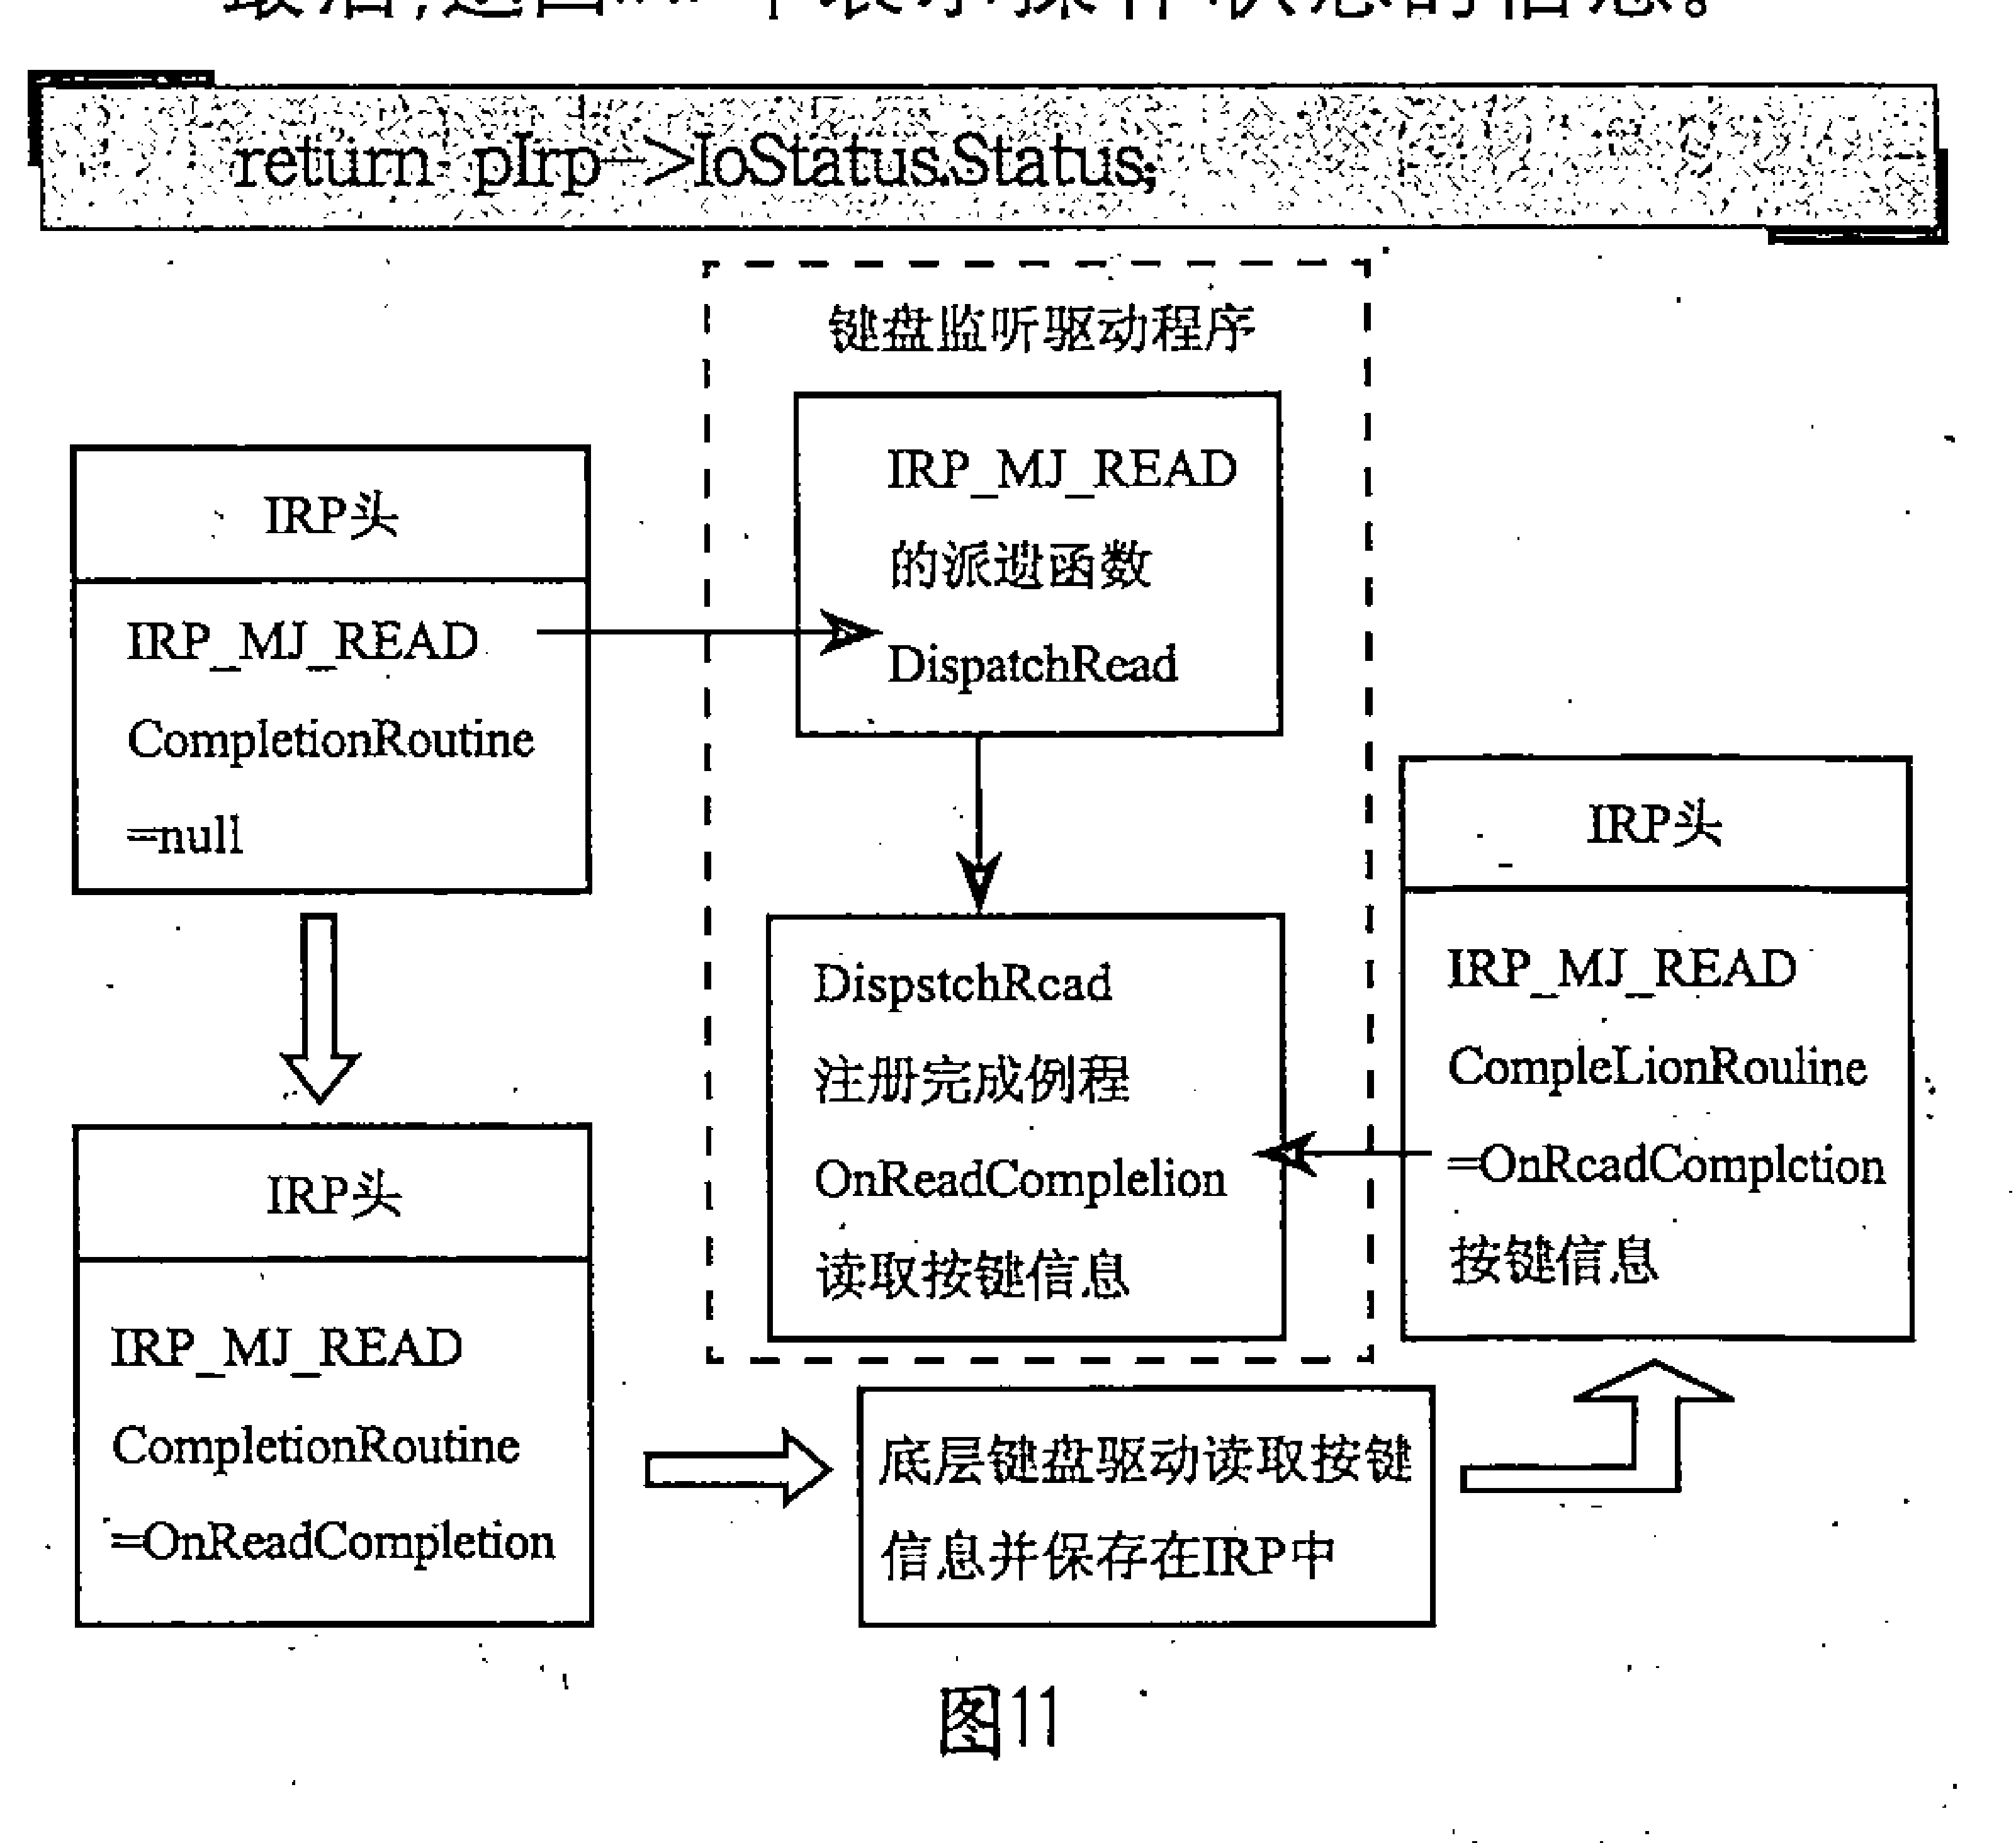 return pIrp->IoStatus.Status;
键盘监听驱动程序
IRP_MJ_READ
的派遗函数
DispatchRead
IRP头
IRP_MJ_READ
CompletionRoutine
=null
DispstchRcad
注册完成例程
OnReadComplelion
读取按键信息
IRP头
IRP_MJ_READ
CompleLionRouline
=OnRcadComplction
按键信息
IRP头
IRP_MJ_READ
CompletionRoutine
=OnReadCompletion
底层键盘驱动读取按键
信息并保存在IRP中
图11